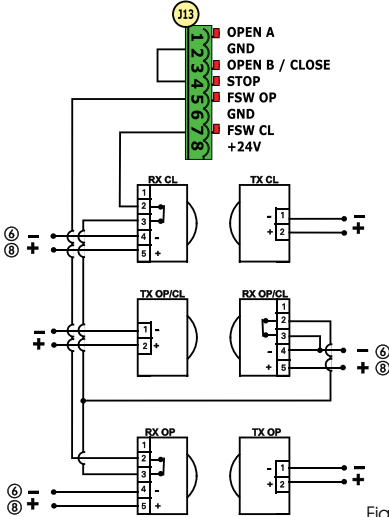 J13
1 OPEN A
2 GND
3 OPEN B / CLOSE
4 STOP
5 FSW OP
6 GND
7 FSW CL
8 +24V
RX CL
TX CL
1
2
3
4 -
5 +
- 1
+ 2
⑥ -
⑧ +
-
+
TX OP/CL
RX OP/CL
1 -
2 +
1
2
3
- 4
+ 5
-
+
- ⑥
+ ⑧
RX OP
TX OP
1
2
3
4 -
5 +
- 1
+ 2
⑥ -
⑧ +
-
+
Fig